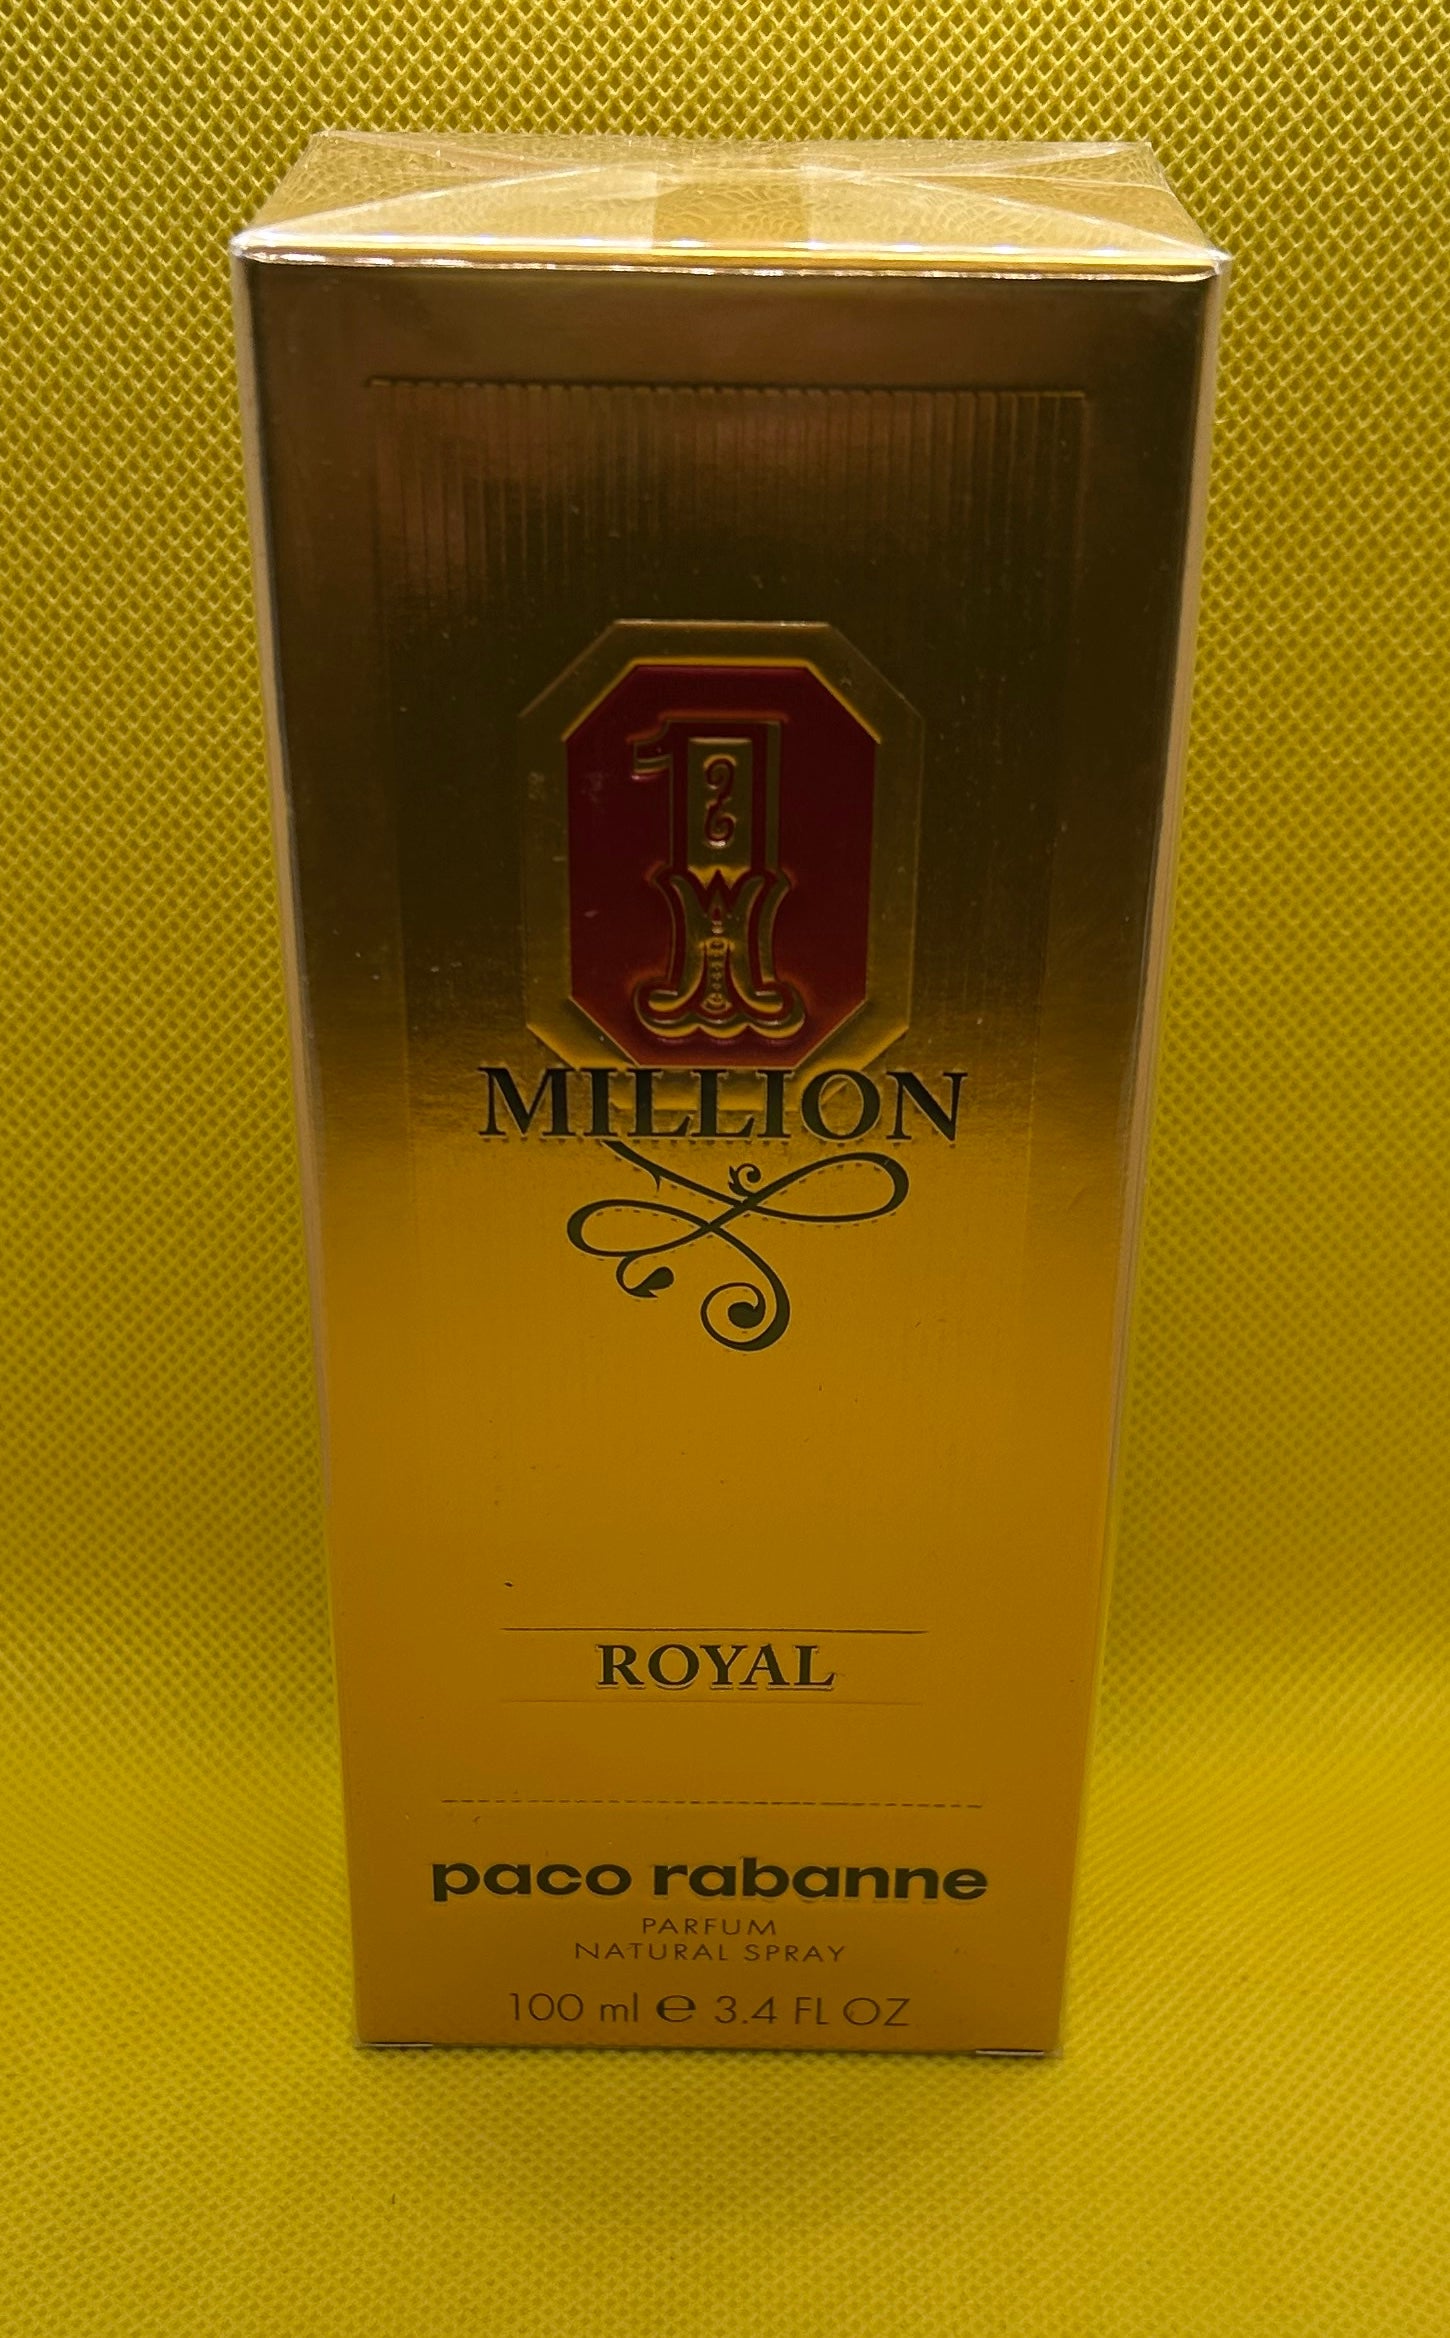 1
MILLION
ROYAL
paco rabanne
PARFUM
NATURAL SPRAY
100 ml ℮ 3.4 FL OZ